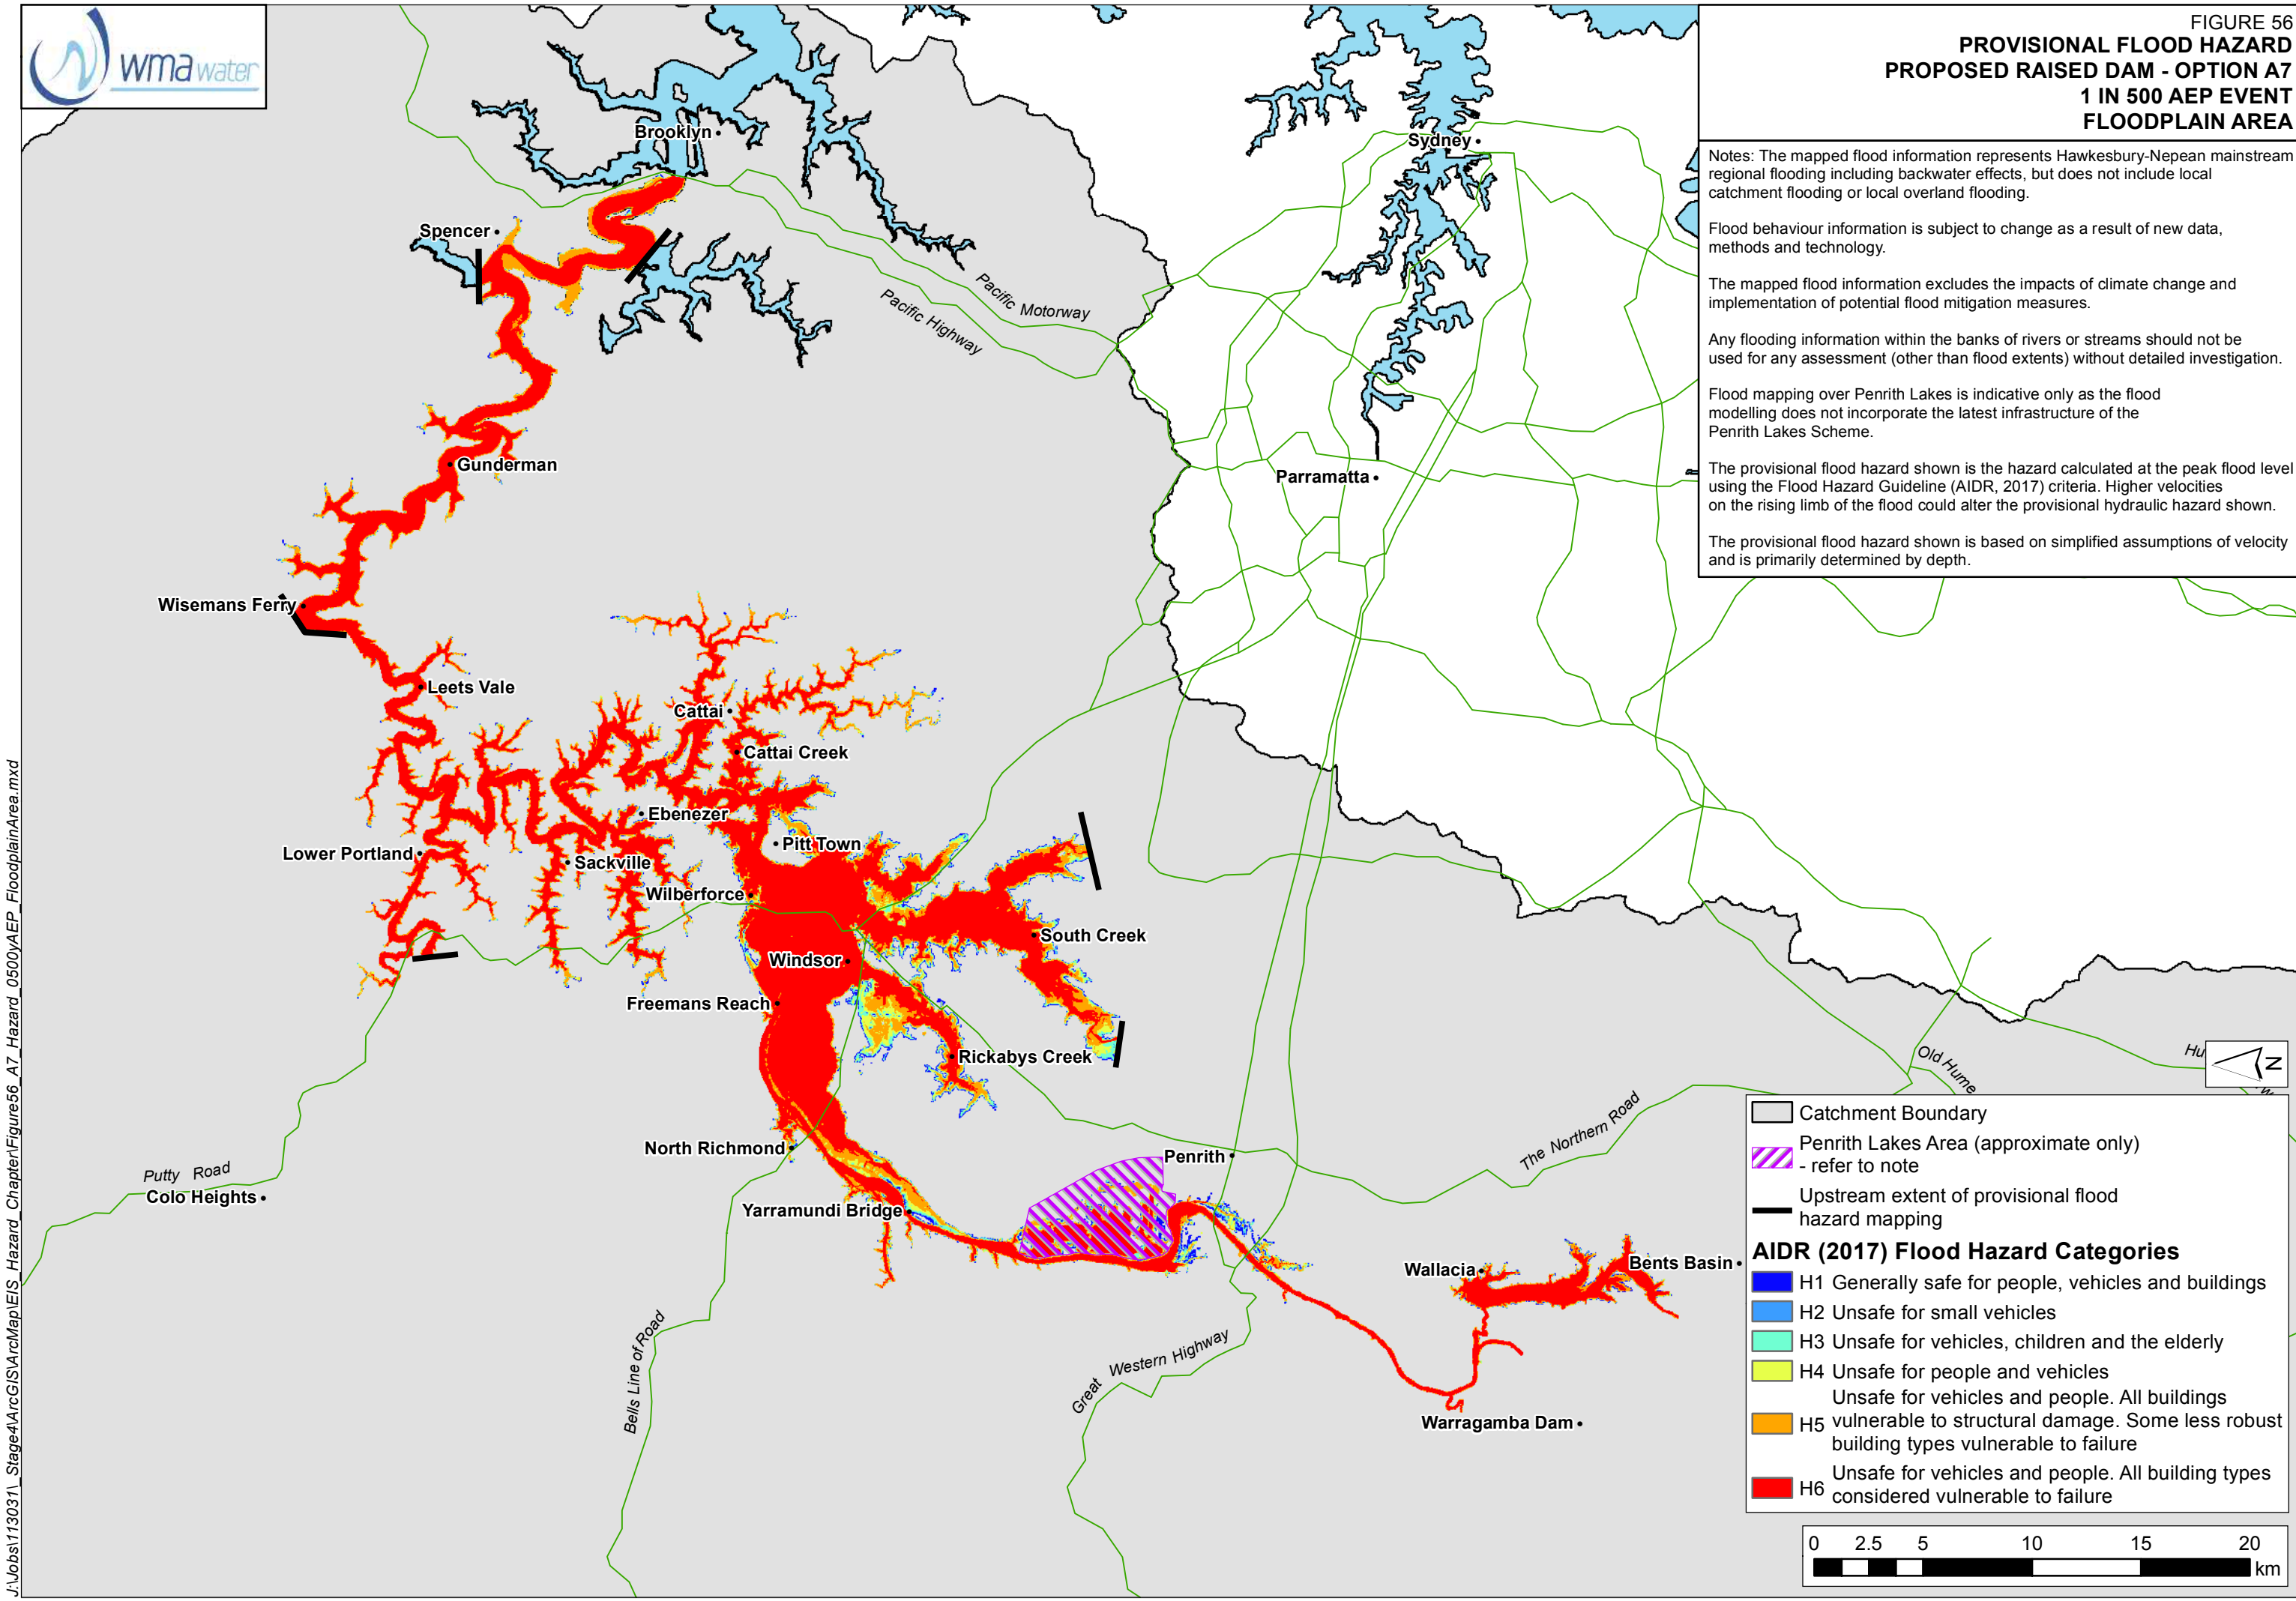 wmawater
FIGURE 56
PROVISIONAL FLOOD HAZARD
PROPOSED RAISED DAM - OPTION A7
1 IN 500 AEP EVENT
FLOODPLAIN AREA
Notes: The mapped flood information represents Hawkesbury-Nepean mainstream
regional flooding including backwater effects, but does not include local
catchment flooding or local overland flooding.
Flood behaviour information is subject to change as a result of new data,
methods and technology.
The mapped flood information excludes the impacts of climate change and
implementation of potential flood mitigation measures.
Any flooding information within the banks of rivers or streams should not be
used for any assessment (other than flood extents) without detailed investigation.
Flood mapping over Penrith Lakes is indicative only as the flood
modelling does not incorporate the latest infrastructure of the
Penrith Lakes Scheme.
The provisional flood hazard shown is the hazard calculated at the peak flood level
using the Flood Hazard Guideline (AIDR, 2017) criteria. Higher velocities
on the rising limb of the flood could alter the provisional hydraulic hazard shown.
The provisional flood hazard shown is based on simplified assumptions of velocity
and is primarily determined by depth.
Brooklyn
Sydney
Spencer
Pacific Motorway
Pacific Highway
Gunderman
Parramatta
Wisemans Ferry
Leets Vale
Cattai
Cattai Creek
Ebenezer
Pitt Town
Lower Portland
Sackville
Wilberforce
South Creek
Windsor
Freemans Reach
Rickabys Creek
Old Hume
Hu
N
The Northern Road
North Richmond
Penrith
Putty Road
Colo Heights
Yarramundi Bridge
Wallacia
Bents Basin
Bells Line of Road
Great Western Highway
Warragamba Dam
Catchment Boundary
Penrith Lakes Area (approximate only)
- refer to note
Upstream extent of provisional flood
hazard mapping
AIDR (2017) Flood Hazard Categories
H1 Generally safe for people, vehicles and buildings
H2 Unsafe for small vehicles
H3 Unsafe for vehicles, children and the elderly
H4 Unsafe for people and vehicles
Unsafe for vehicles and people. All buildings
H5 vulnerable to structural damage. Some less robust
building types vulnerable to failure
Unsafe for vehicles and people. All building types
H6 considered vulnerable to failure
0 2.5 5 10 15 20
km
J:\Jobs\113031\_Stage4\ArcGIS\ArcMap\EIS_Hazard_Chapter\Figure56_A7_Hazard_0500yAEP_FloodplainArea.mxd